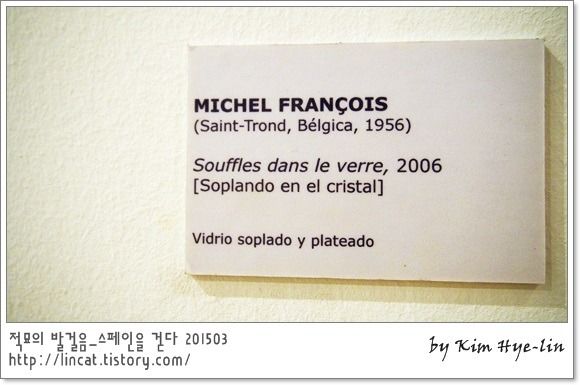 MICHEL FRANÇOIS
(Saint-Trond, Bélgica, 1956)
Souffles dans le verre, 2006
[Soplando en el cristal]
Vidrio soplado y plateado
적묘의 발걸음_스페인을 걷다 201503
http://lincat.tistory.com/
by Kim Hye-lin